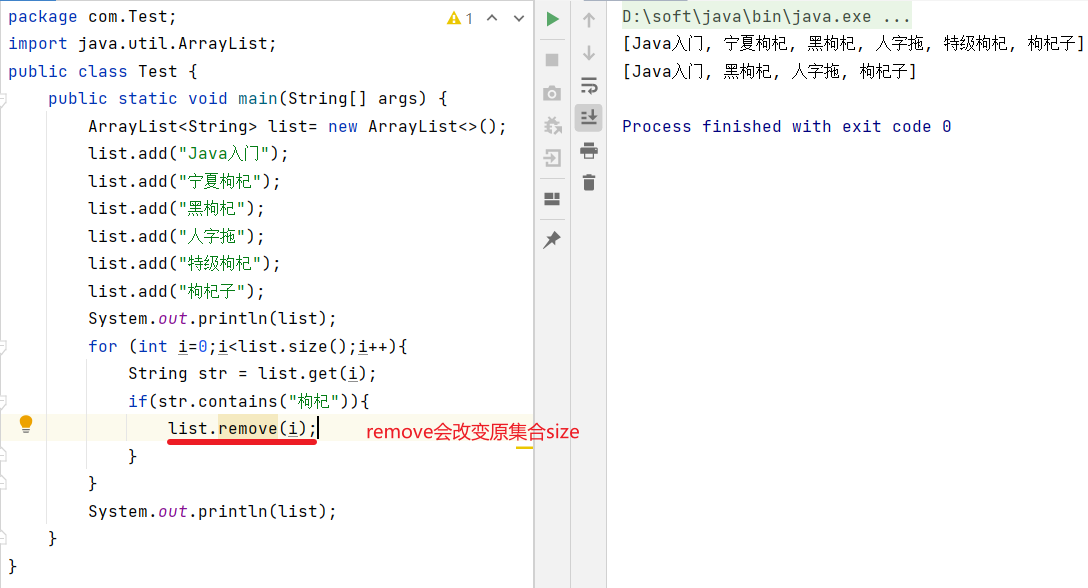 package com.Test;
1
import java.util.ArrayList;
public class Test {
public static void main(String[] args) {
ArrayList<String> list= new ArrayList<>();
list.add("Java入门");
list.add("宁夏枸杞");
list.add("黑枸杞");
list.add("人字拖");
list.add("特级枸杞");
list.add("枸杞子");
System.out.println(list);
for (int i=0;i<list.size();i++){
String str = list.get(i);
if(str.contains("枸杞")){
list.remove(i);
remove会改变原集合size
}
}
System.out.println(list);
}
}
D:\soft\java\bin\java.exe ...
[Java入门, 宁夏枸杞, 黑枸杞, 人字拖, 特级枸杞, 枸杞子]
[Java入门, 黑枸杞, 人字拖, 枸杞子]
Process finished with exit code 0